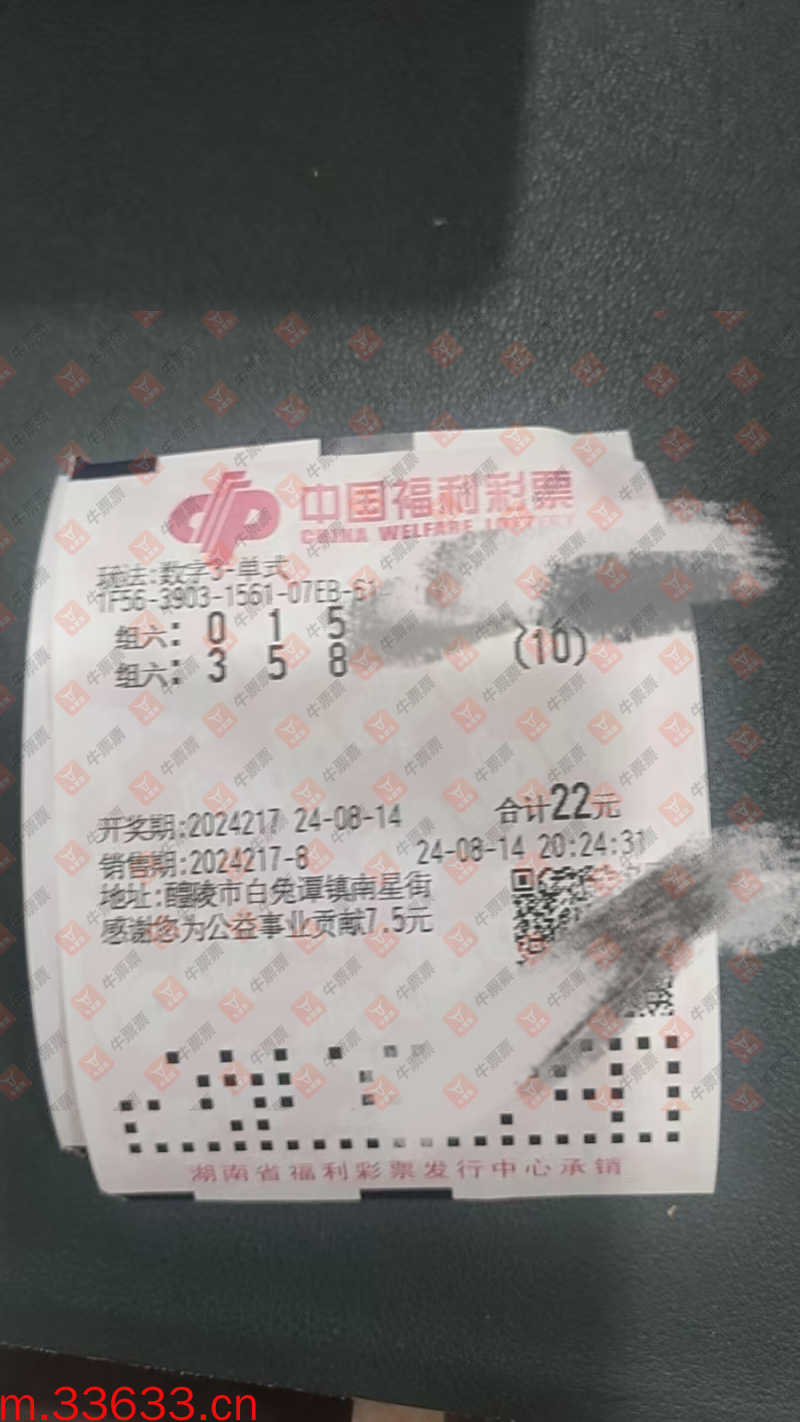 中国福利彩票
CHINA WELFARE LOTTERY
玩法:数字3-单式
1F56-3903-1561-07EB-61
组六: 0 1 5
组六: 3 5 8 (10)
合计22元
开奖期:2024217 24-08-14
销售期:2024217-8 24-08-14 20:24:31
地址:醴陵市白兔潭镇南星街
感谢您为公益事业贡献7.5元
湖南省福利彩票发行中心承销
牛票票
m.33633.cn